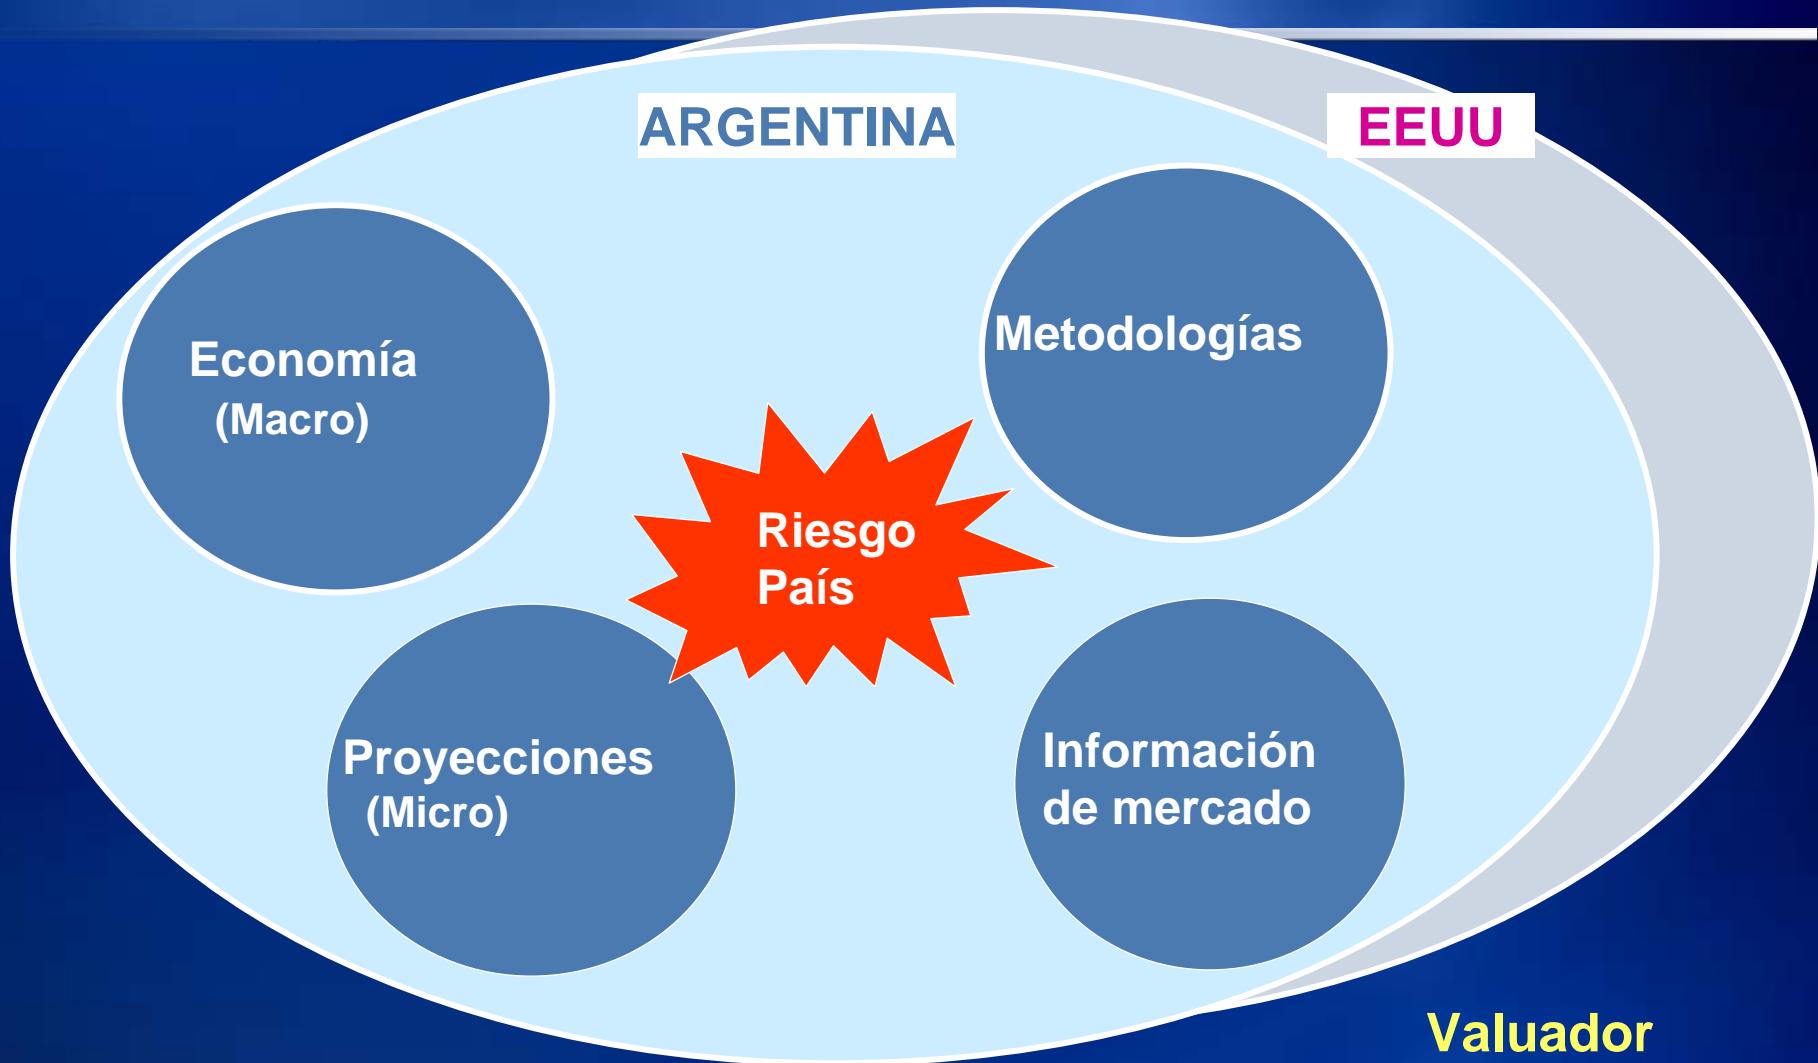 ARGENTINA
EEUU
Economía
(Macro)
Metodologías
Riesgo
País
Proyecciones
(Micro)
Información
de mercado
Valuador